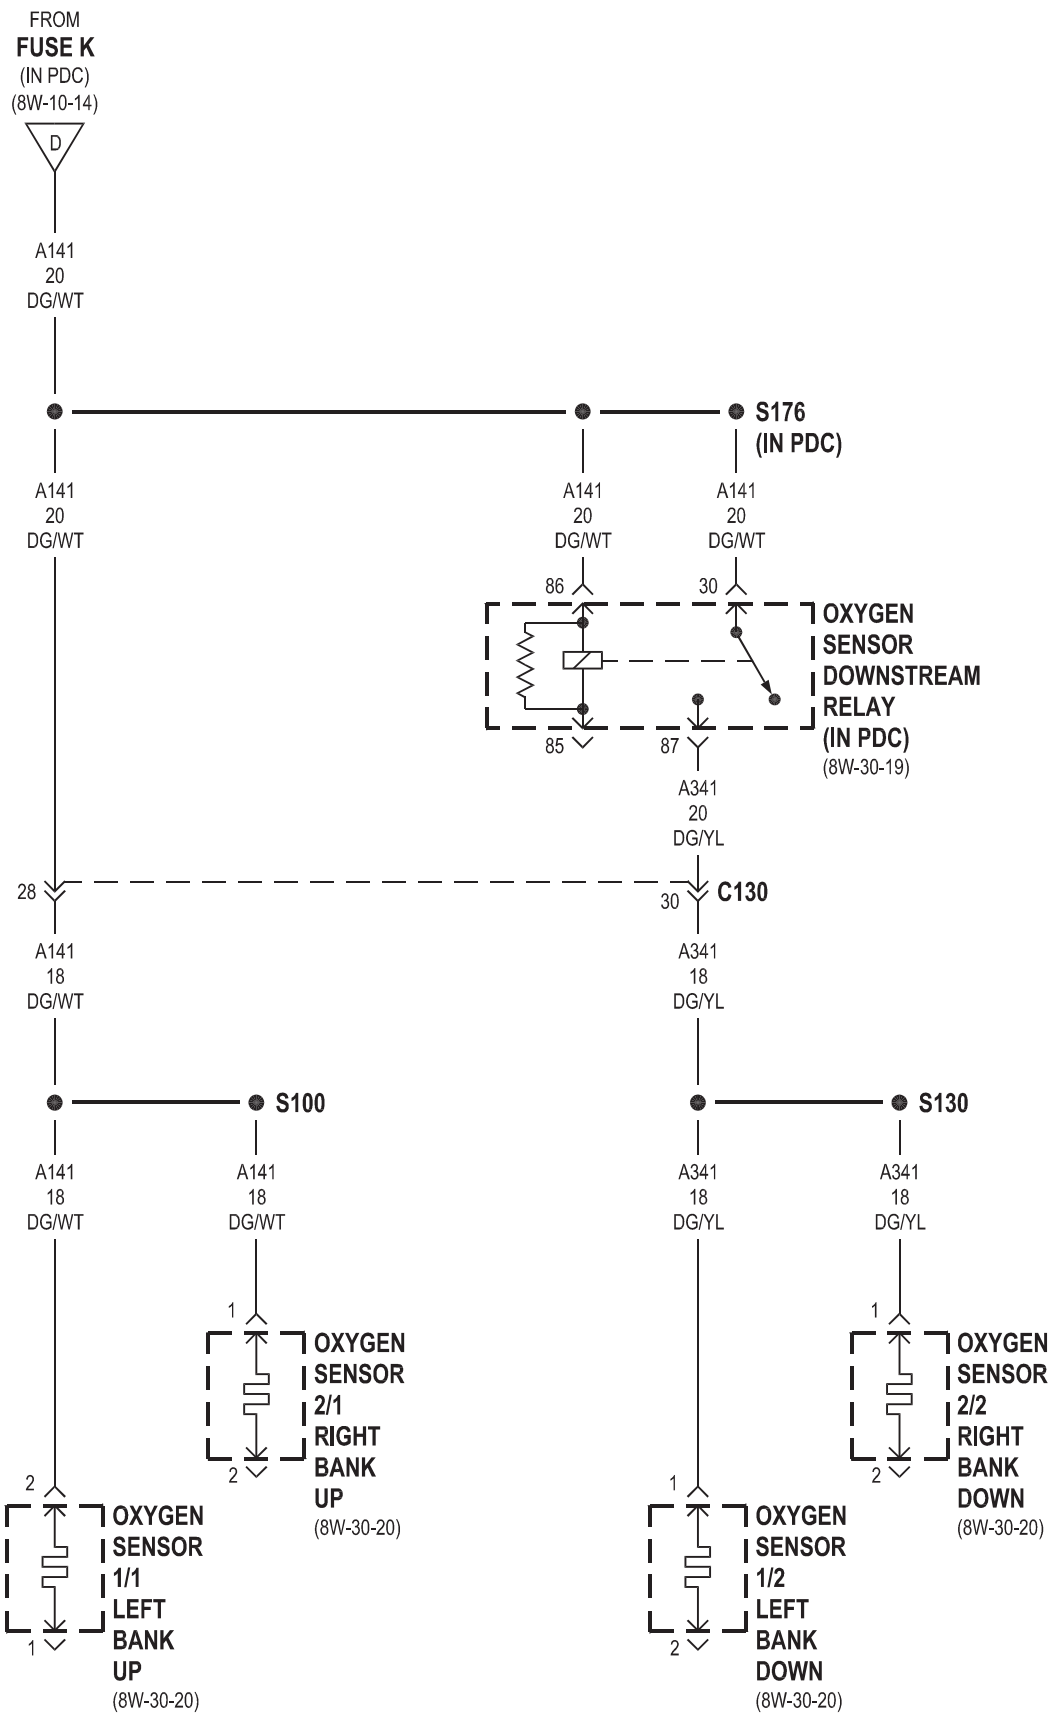 FROM
FUSE K
(IN PDC)
(8W-10-14)
D
A141
20
DG/WT
S176
(IN PDC)
A141
20
DG/WT
A141
20
DG/WT
A141
20
DG/WT
86
30
OXYGEN
SENSOR
DOWNSTREAM
RELAY
(IN PDC)
(8W-30-19)
85
87
A341
20
DG/YL
28
30
C130
A141
18
DG/WT
A341
18
DG/YL
S100
S130
A141
18
DG/WT
A141
18
DG/WT
A341
18
DG/YL
A341
18
DG/YL
1
OXYGEN
SENSOR
2/1
RIGHT
BANK
UP
(8W-30-20)
2
1
OXYGEN
SENSOR
2/2
RIGHT
BANK
DOWN
(8W-30-20)
2
2
OXYGEN
SENSOR
1/1
LEFT
BANK
UP
(8W-30-20)
1
1
OXYGEN
SENSOR
1/2
LEFT
BANK
DOWN
(8W-30-20)
2